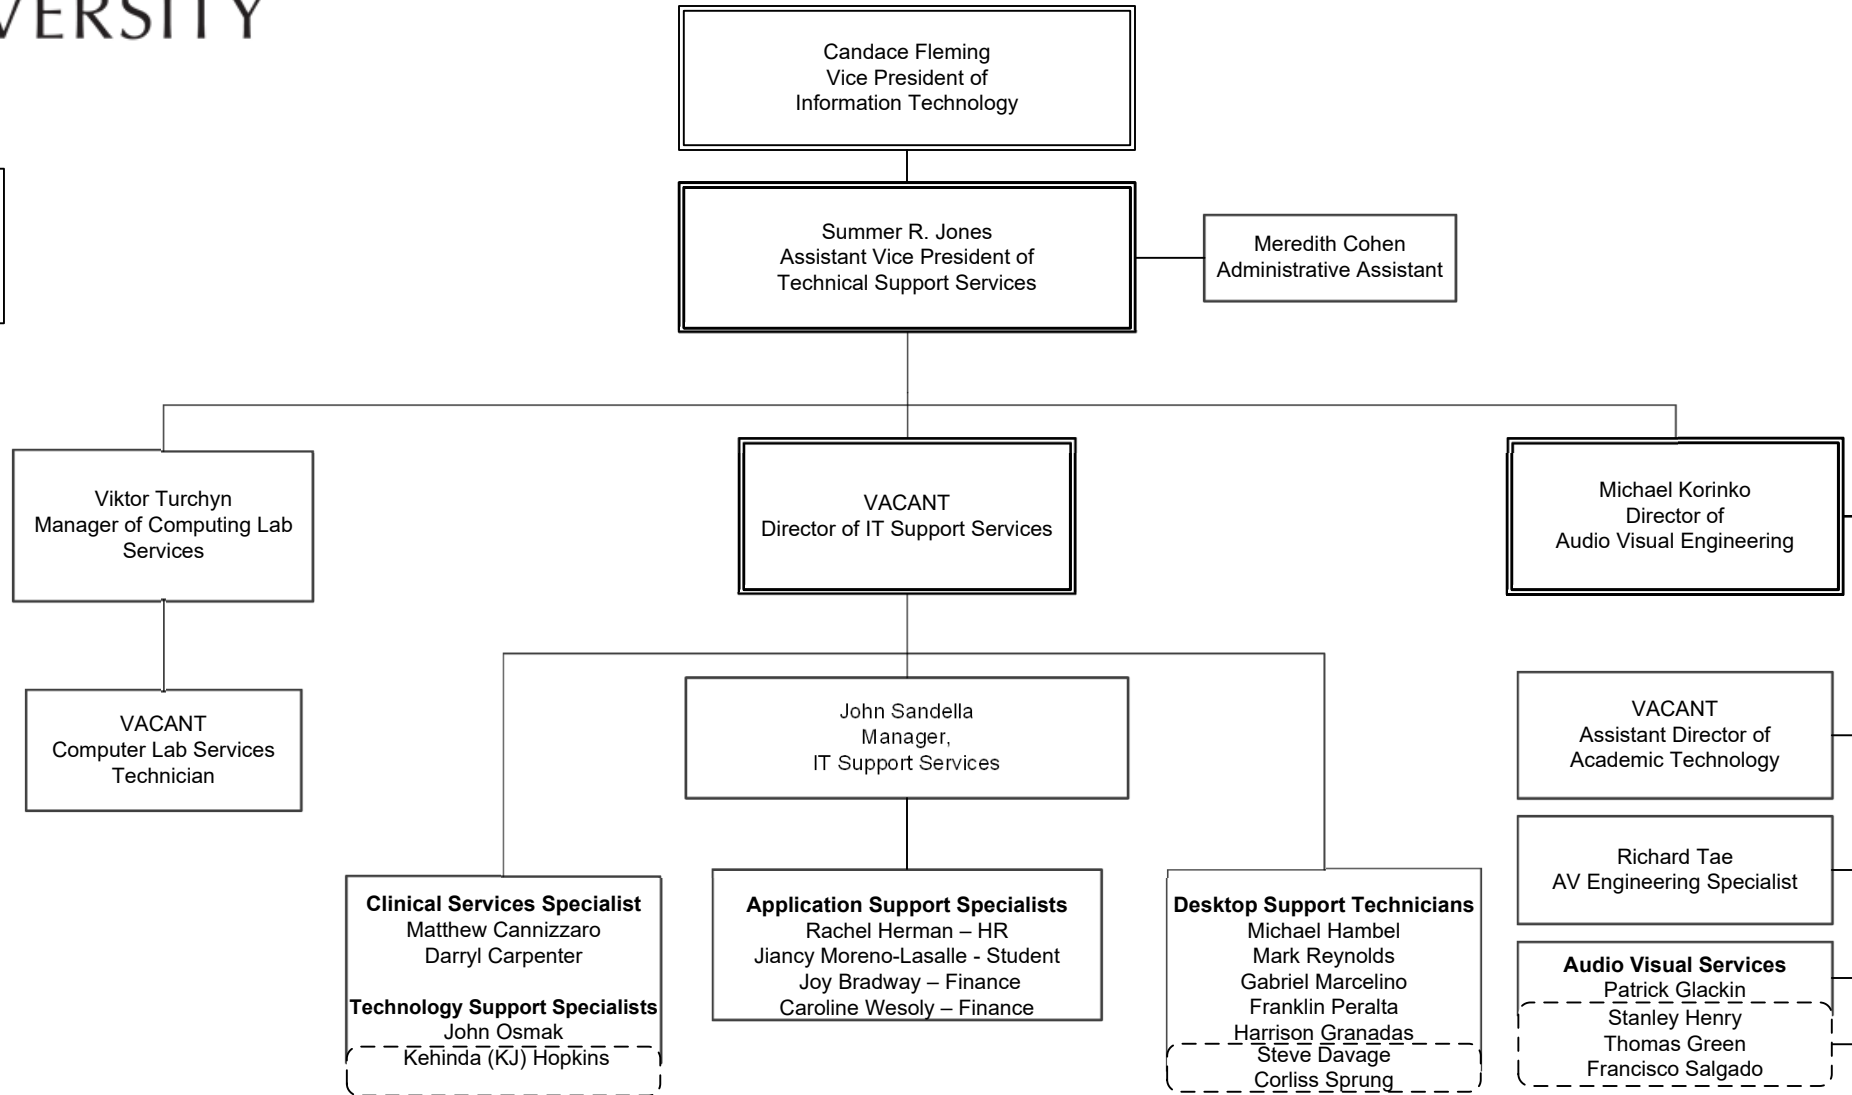 VERSITY
Candace Fleming
Vice President of
Information Technology
Summer R. Jones
Assistant Vice President of
Technical Support Services
Meredith Cohen
Administrative Assistant
Viktor Turchyn
Manager of Computing Lab
Services
VACANT
Director of IT Support Services
Michael Korinko
Director of
Audio Visual Engineering
VACANT
Computer Lab Services
Technician
John Sandella
Manager,
IT Support Services
VACANT
Assistant Director of
Academic Technology
Richard Tae
AV Engineering Specialist
Clinical Services Specialist
Matthew Cannizzaro
Darryl Carpenter
Technology Support Specialists
John Osmak
Kehinda (KJ) Hopkins
Application Support Specialists
Rachel Herman – HR
Jiancy Moreno-Lasalle - Student
Joy Bradway – Finance
Caroline Wesoly – Finance
Desktop Support Technicians
Michael Hambel
Mark Reynolds
Gabriel Marcelino
Franklin Peralta
Harrison Granadas
Steve Davage
Corliss Sprung
Audio Visual Services
Patrick Glackin
Stanley Henry
Thomas Green
Francisco Salgado